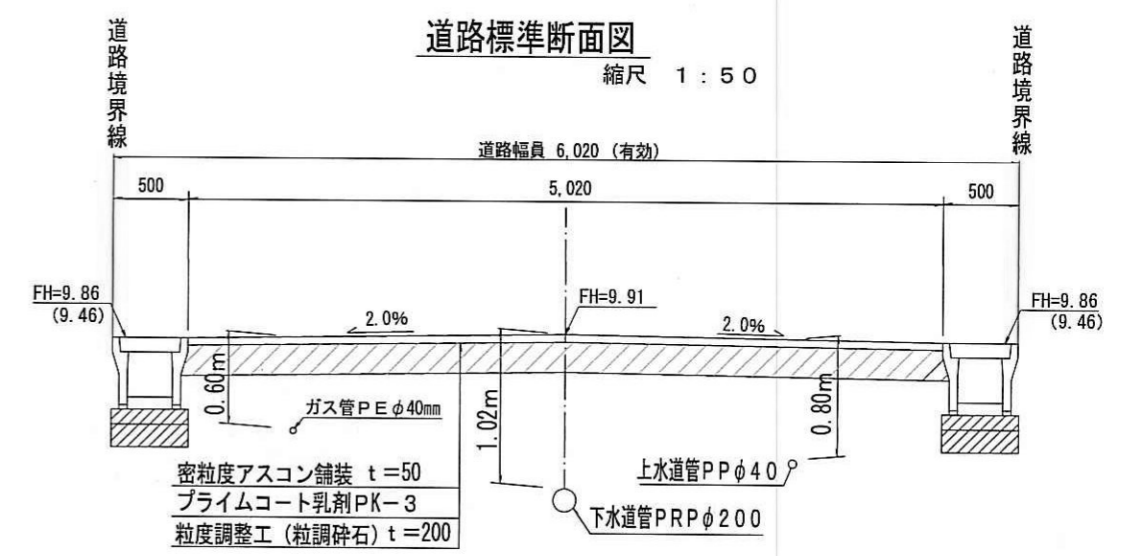 道路標準断面図
縮尺 1:50
道路境界線
道路境界線
道路幅員 6,020 (有効)
500
5,020
500
FH=9.86
(9.46)
2.0%
FH=9.91
2.0%
FH=9.86
(9.46)
0.60m
ガス管PEφ40mm
1.02m
0.80m
上水道管PPφ40
下水道管PRPφ200
密粒度アスコン舗装 t=50
プライムコート乳剤PK-3
粒度調整工(粒調砕石)t=200